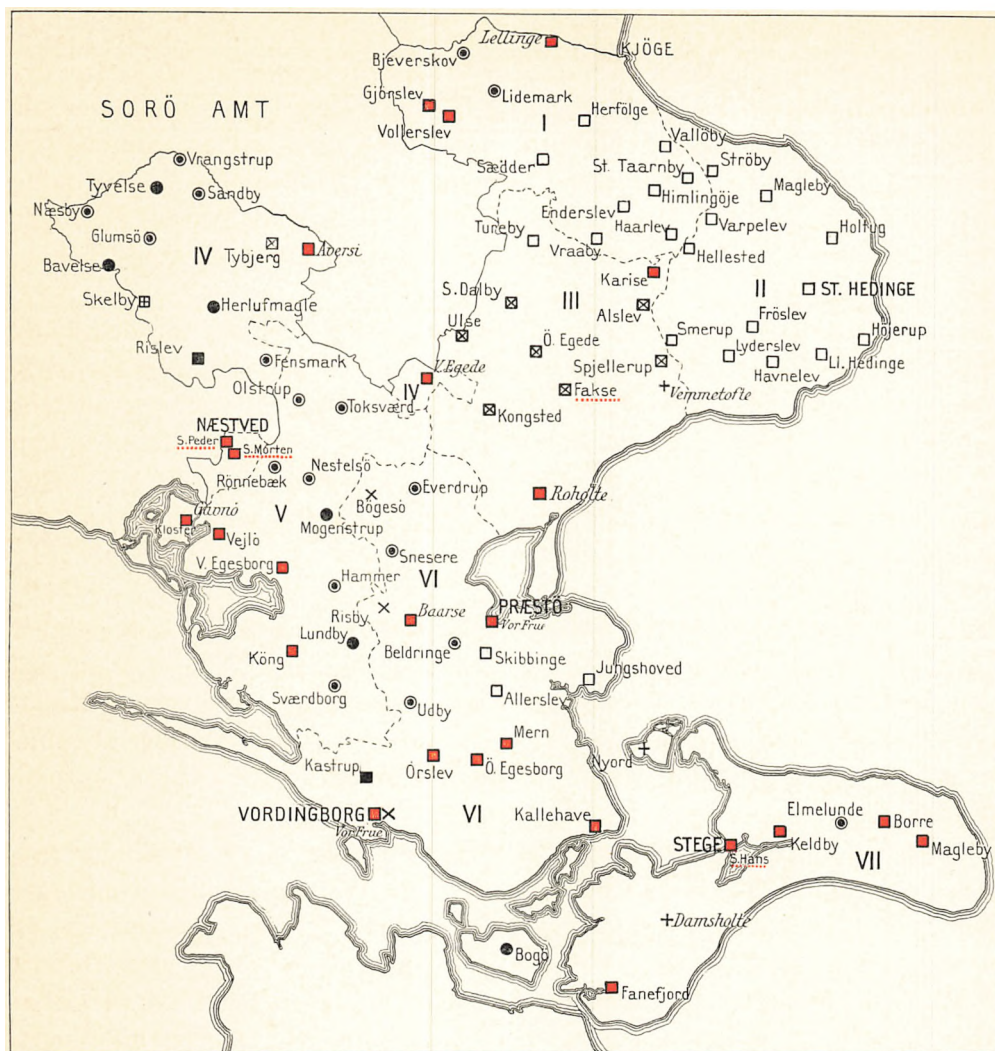 Lellinge
KJÖGE
Bjeverskov
SORÖ AMT
Gjörslev
Lidemark
Vollerslev
I
Herfölge
Vallöby
Vrangstrup
Sædder
St. Taarnby
Ströby
Tyvelse
Sandby
Himlingöje
Magleby
Næsby
Enderslev
Haarlev
Varpelev
Glumsö
IV
Tybjerg
Aversi
Tureby
Vraaby
Holtug
Hellested
Bavelse
Karise
II
ST. HEDINGE
Skelby
Herlufmagle
S. Dalby
III
Alslev
Ulse
Fröslev
Smerup
Höjerup
Rislev
Fensmark
Ö. Egede
Spjellerup
Lyderslev
Havnelev
Ll. Hedinge
V. Egede
IV
Olstrup
Toksværd
Fakse
Vemmetofte
Kongsted
NÆSTVED
S. Peder
S. Morten
Rönnebæk
Nestelsö
Everdrup
Bögesö
Roholte
Gavnö
Kloster
V
Mogenstrup
Vejlö
V. Egesborg
Snesere
VI
Hammer
Risby
Baarse
PRÆSTÖ
Vor Frue
Lundby
Beldringe
Köng
Skibbinge
Jungshoved
Sværdborg
Allerslev
Udby
Mern
Kastrup
Örslev
Ö. Egesborg
Nyord
VORDINGBORG
Vor Frue
VI
Kallehave
Elmelunde
Borre
STEGE
S. Hans
Keldby
VII
Magleby
Damsholte
Bogö
Fanefjord